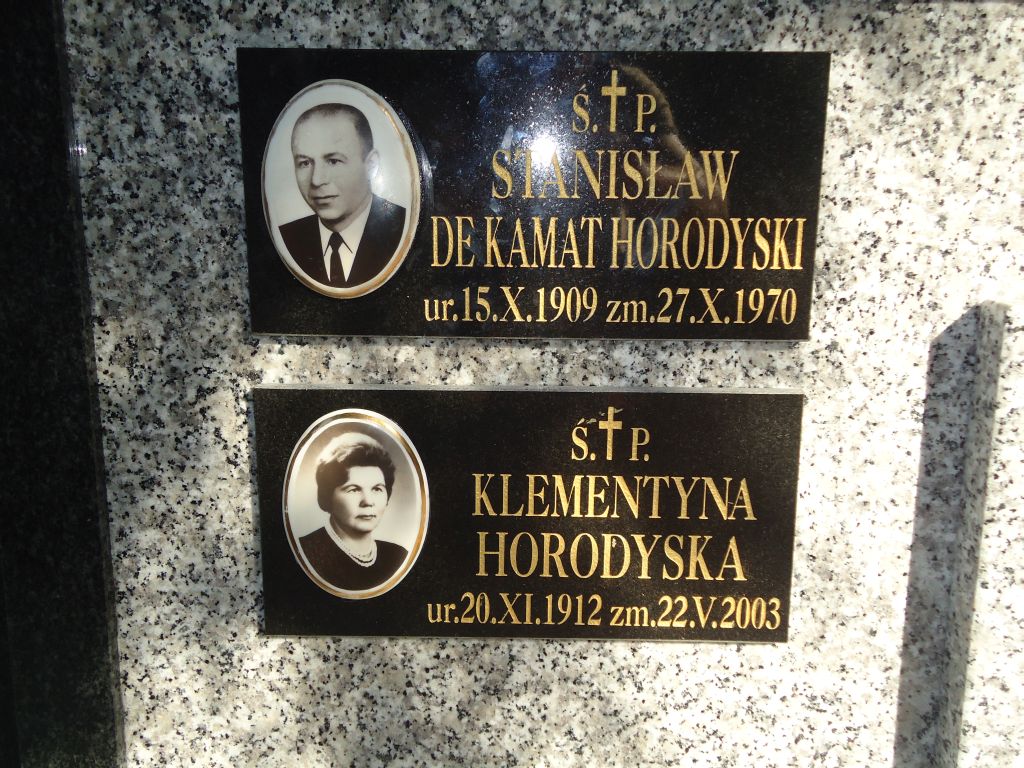 Ś. † P.
STANISŁAW
DE KAMAT HORODYSKI
ur.15.X.1909 zm.27.X.1970
Ś. † P.
KLEMENTYNA
HORODYSKA
ur.20.XI.1912 zm.22.V.2003